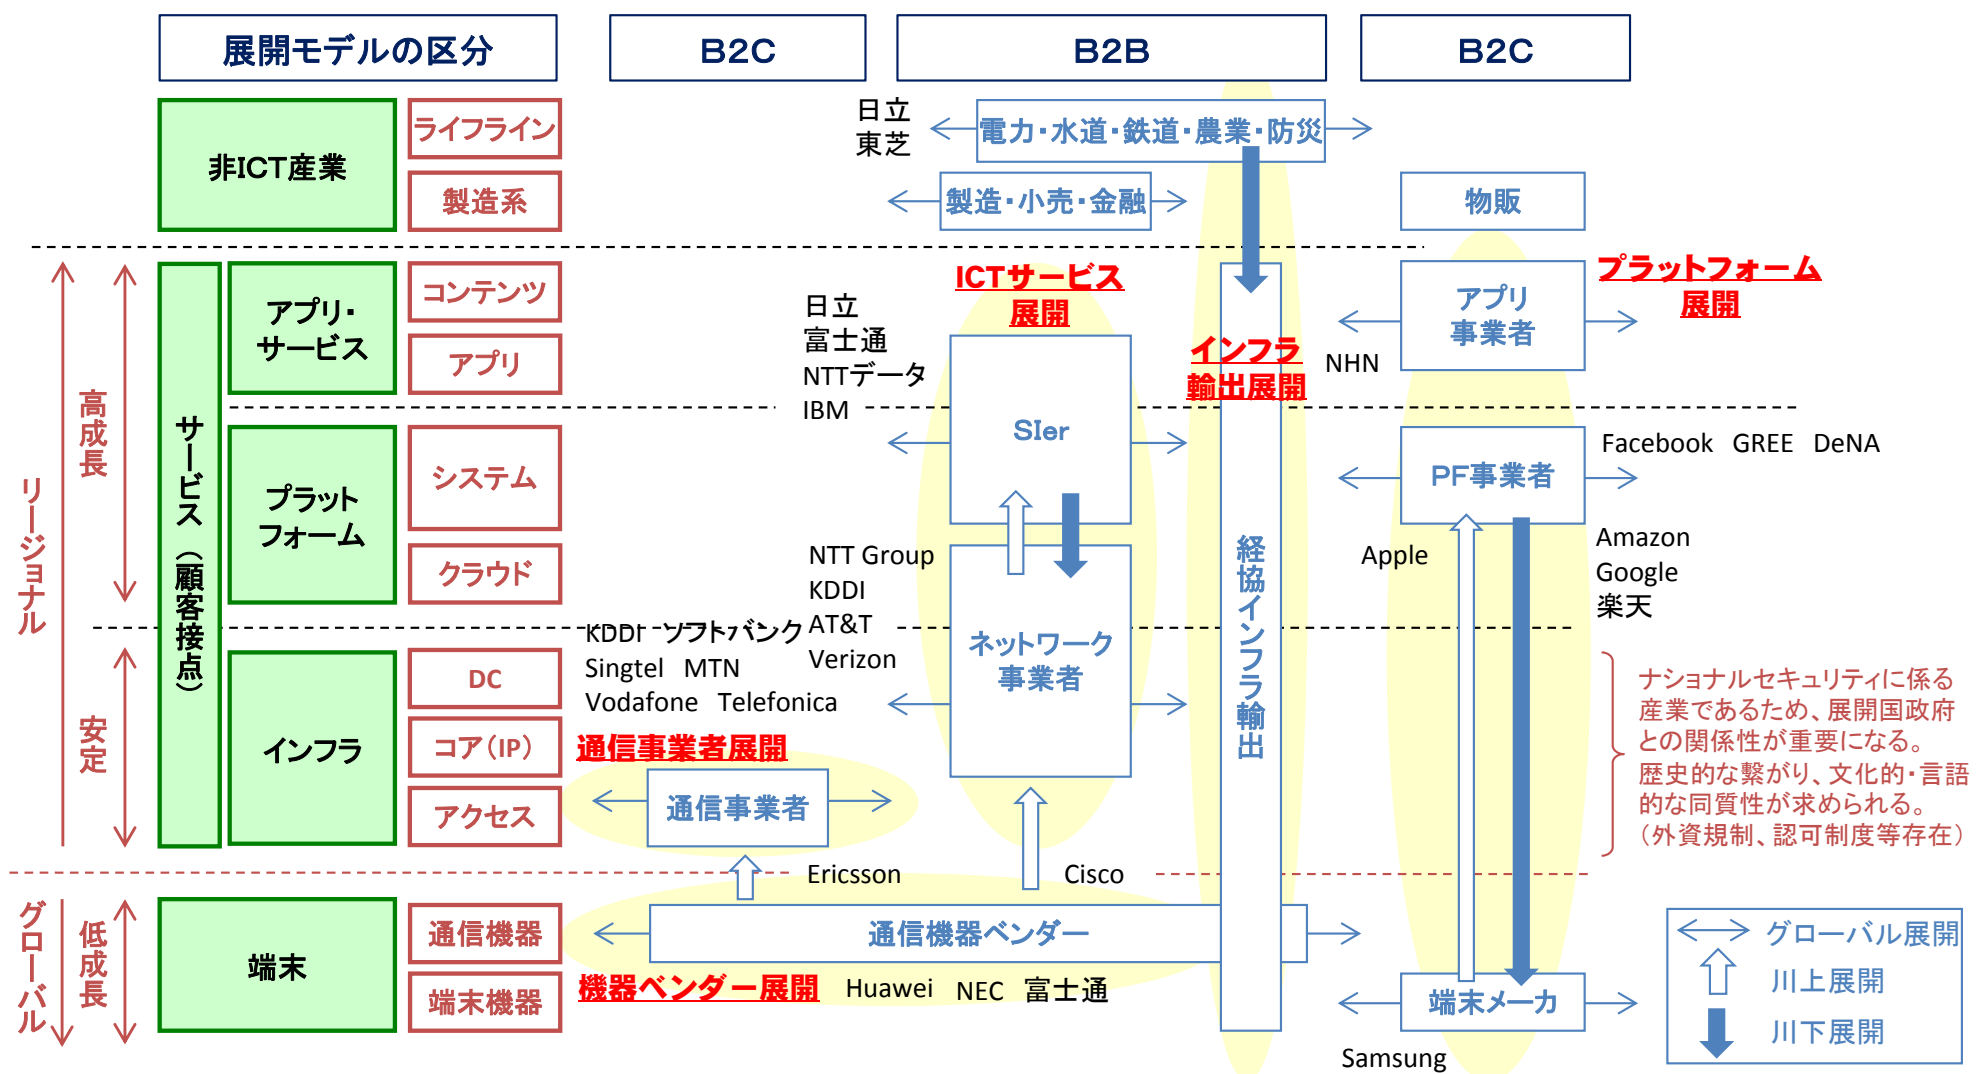 展開モデルの区分
B2C
B2B
B2C
非ICT産業
ライフライン
製造系
日立
東芝
電力・水道・鉄道・農業・防災
製造・小売・金融
物販
リージョナル
高成長
安定
サービス（顧客接点）
アプリ・
サービス
コンテンツ
アプリ
日立
富士通
NTTデータ
IBM
ICTサービス
展開
SIer
インフラ
輸出展開
経協インフラ輸出
NHN
アプリ
事業者
プラットフォーム
展開
プラット
フォーム
システム
クラウド
NTT Group
KDDI
AT&T
Verizon
ネットワーク
事業者
PF事業者
Facebook GREE DeNA
Apple
Amazon
Google
楽天
インフラ
DC
コア（IP）
アクセス
KDDI ソフトバンク
Singtel MTN
Vodafone Telefonica
通信事業者展開
通信事業者
ナショナルセキュリティに係る
産業であるため、展開国政府
との関係性が重要になる。
歴史的な繋がり、文化的・言語
的な同質性が求められる。
（外資規制、認可制度等存在）
Ericsson
Cisco
グローバル
低成長
端末
通信機器
端末機器
通信機器ベンダー
機器ベンダー展開
Huawei NEC 富士通
端末メーカ
Samsung
グローバル展開
川上展開
川下展開